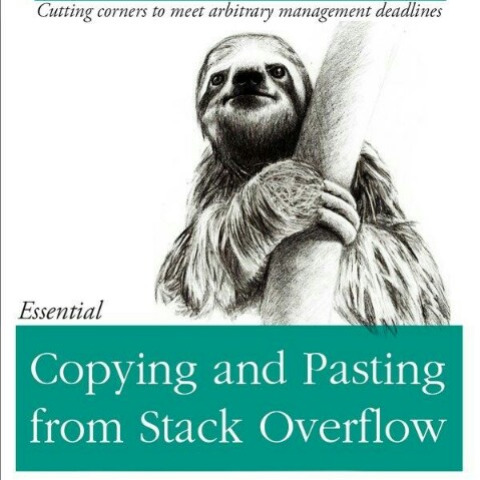 Cutting corners to meet arbitrary management deadlines
Essential
Copying and Pasting
from Stack Overflow